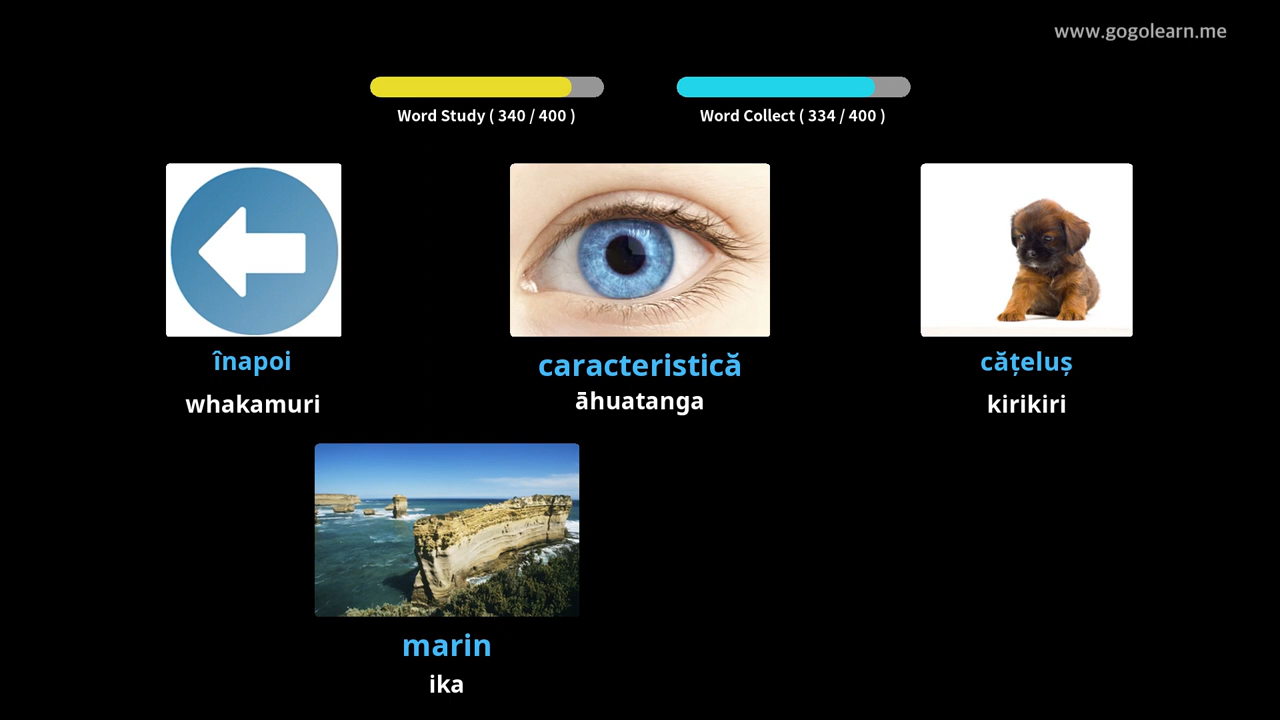 www.gogolearn.me
Word Study ( 340 / 400 )
Word Collect ( 334 / 400 )
înapoi
caracteristică
cățeluș
whakamuri
āhuatanga
kirikiri
marin
ika